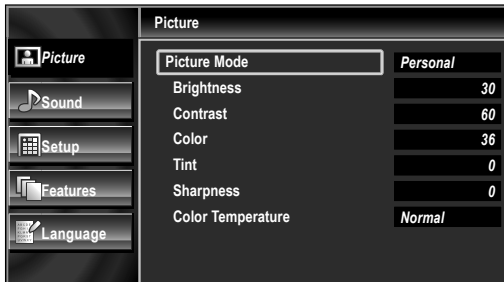 Picture
Picture
Sound
Setup
Features
Language
Picture Mode Personal
Brightness 30
Contrast 60
Color 36
Tint 0
Sharpness 0
Color Temperature Normal